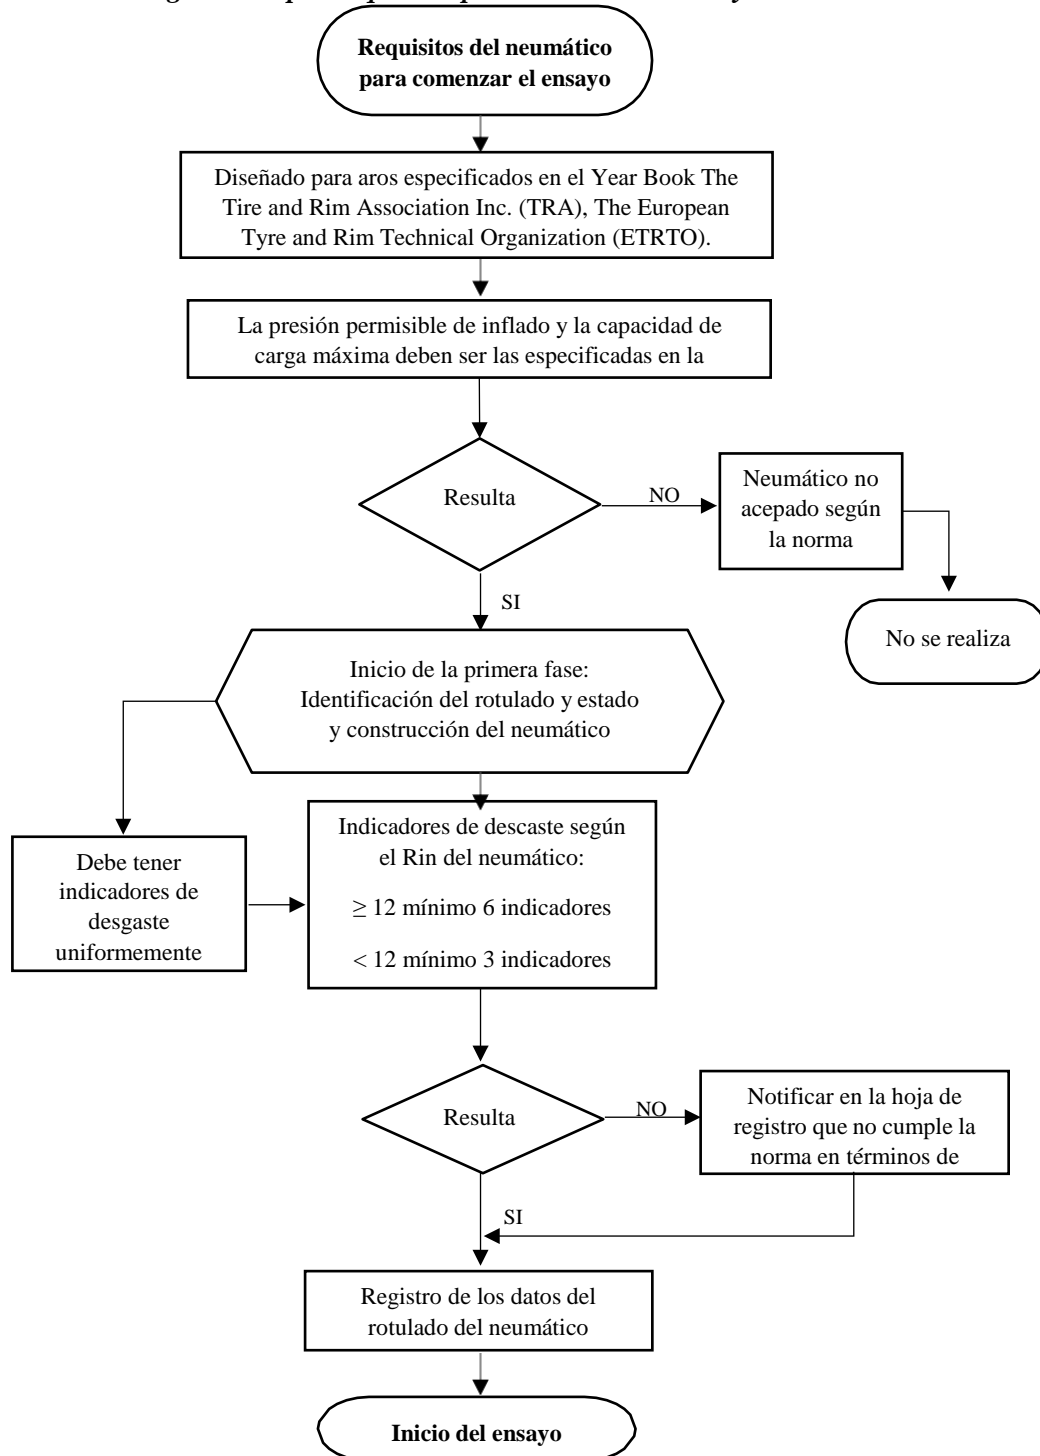 Requisitos del neumático
para comenzar el ensayo
Diseñado para aros especificados en el Year Book The
Tire and Rim Association Inc. (TRA), The European
Tyre and Rim Technical Organization (ETRTO).
La presión permisible de inflado y la capacidad de
carga máxima deben ser las especificadas en la
Resulta
NO
Neumático no
acepado según
la norma
No se realiza
SI
Inicio de la primera fase:
Identificación del rotulado y estado
y construcción del neumático
Debe tener
indicadores de
desgaste
uniformemente
Indicadores de descaste según
el Rin del neumático:
≥ 12 mínimo 6 indicadores
< 12 mínimo 3 indicadores
Resulta
NO
Notificar en la hoja de
registro que no cumple la
norma en términos de
SI
Registro de los datos del
rotulado del neumático
Inicio del ensayo